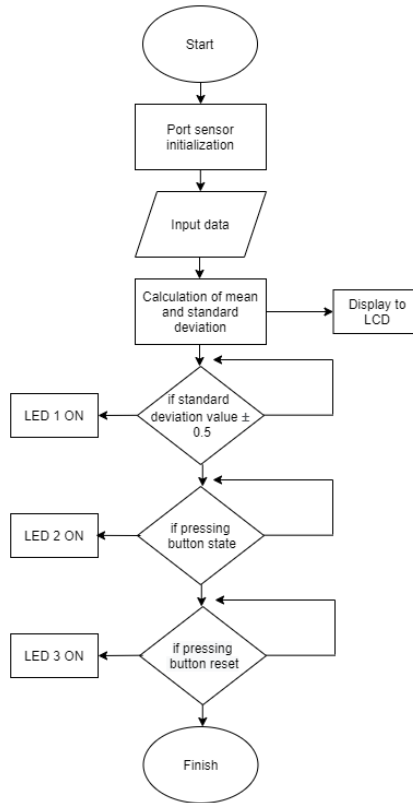 Start
Port sensor
initialization
Input data
Calculation of mean
and standard
deviation
Display to
LCD
if standard
deviation value ±
0.5
LED 1 ON
if pressing
button state
LED 2 ON
if pressing
button reset
LED 3 ON
Finish